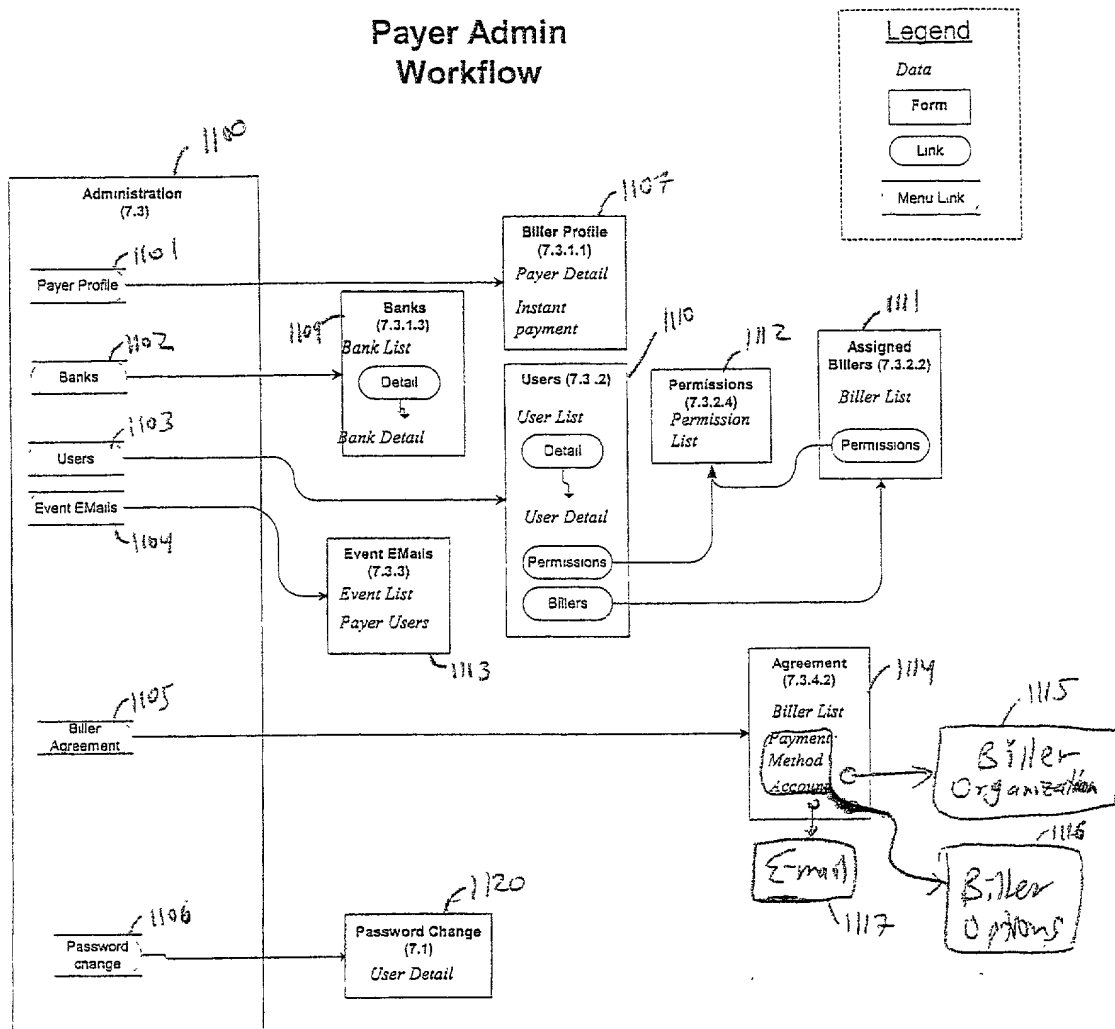 Payer Admin
Workflow
Legend
Data
Form
Link
Menu Link
1100
Administration
(7.3)
1101
Payer Profile
1107
Biller Profile
(7.3.1.1)
Payer Detail
Instant
payment
1102
Banks
1109
Banks
(7.3.1.3)
Bank List
Detail
Bank Detail
1103
Users
1110
Users (7.3 .2)
User List
Detail
User Detail
Permissions
Billers
1112
Permissions
(7.3.2.4)
Permission
List
1111
Assigned
Billers (7.3.2.2)
Biller List
Permissions
Event EMails
1104
Event EMails
(7.3.3)
Event List
Payer Users
1113
1105
Biller
Agreement
Agreement
(7.3.4.2)
Biller List
Payment
Method
Account
1114
1115
Biller
Organization
1116
Biller
Options
E-mail
1117
1106
Password
change
1120
Password Change
(7.1)
User Detail